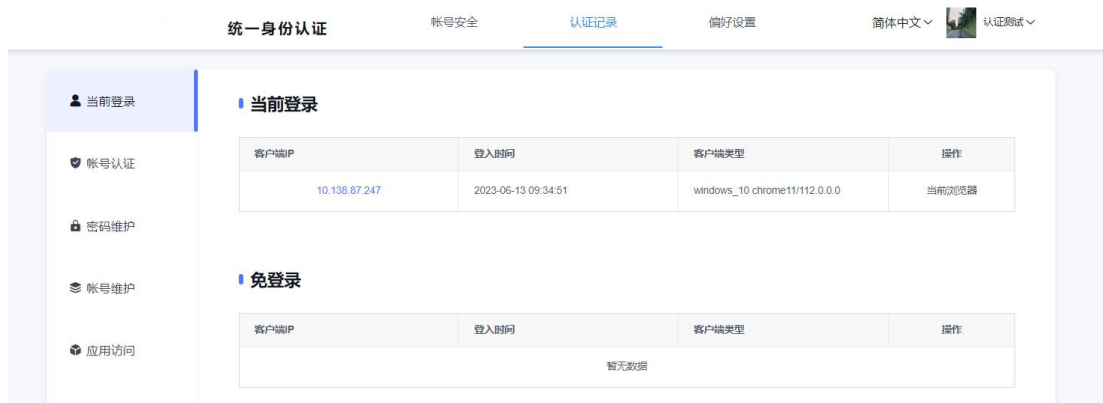 统一身份认证 帐号安全 认证记录 偏好设置 简体中文 认证测试
当前登录
帐号认证
密码维护
帐号维护
应用访问
当前登录
客户端IP 登入时间 客户端类型 操作
10.138.87.247 2023-06-13 09:34:51 windows_10 chrome11/112.0.0.0 当前浏览器
免登录
客户端IP 登入时间 客户端类型 操作
暂无数据